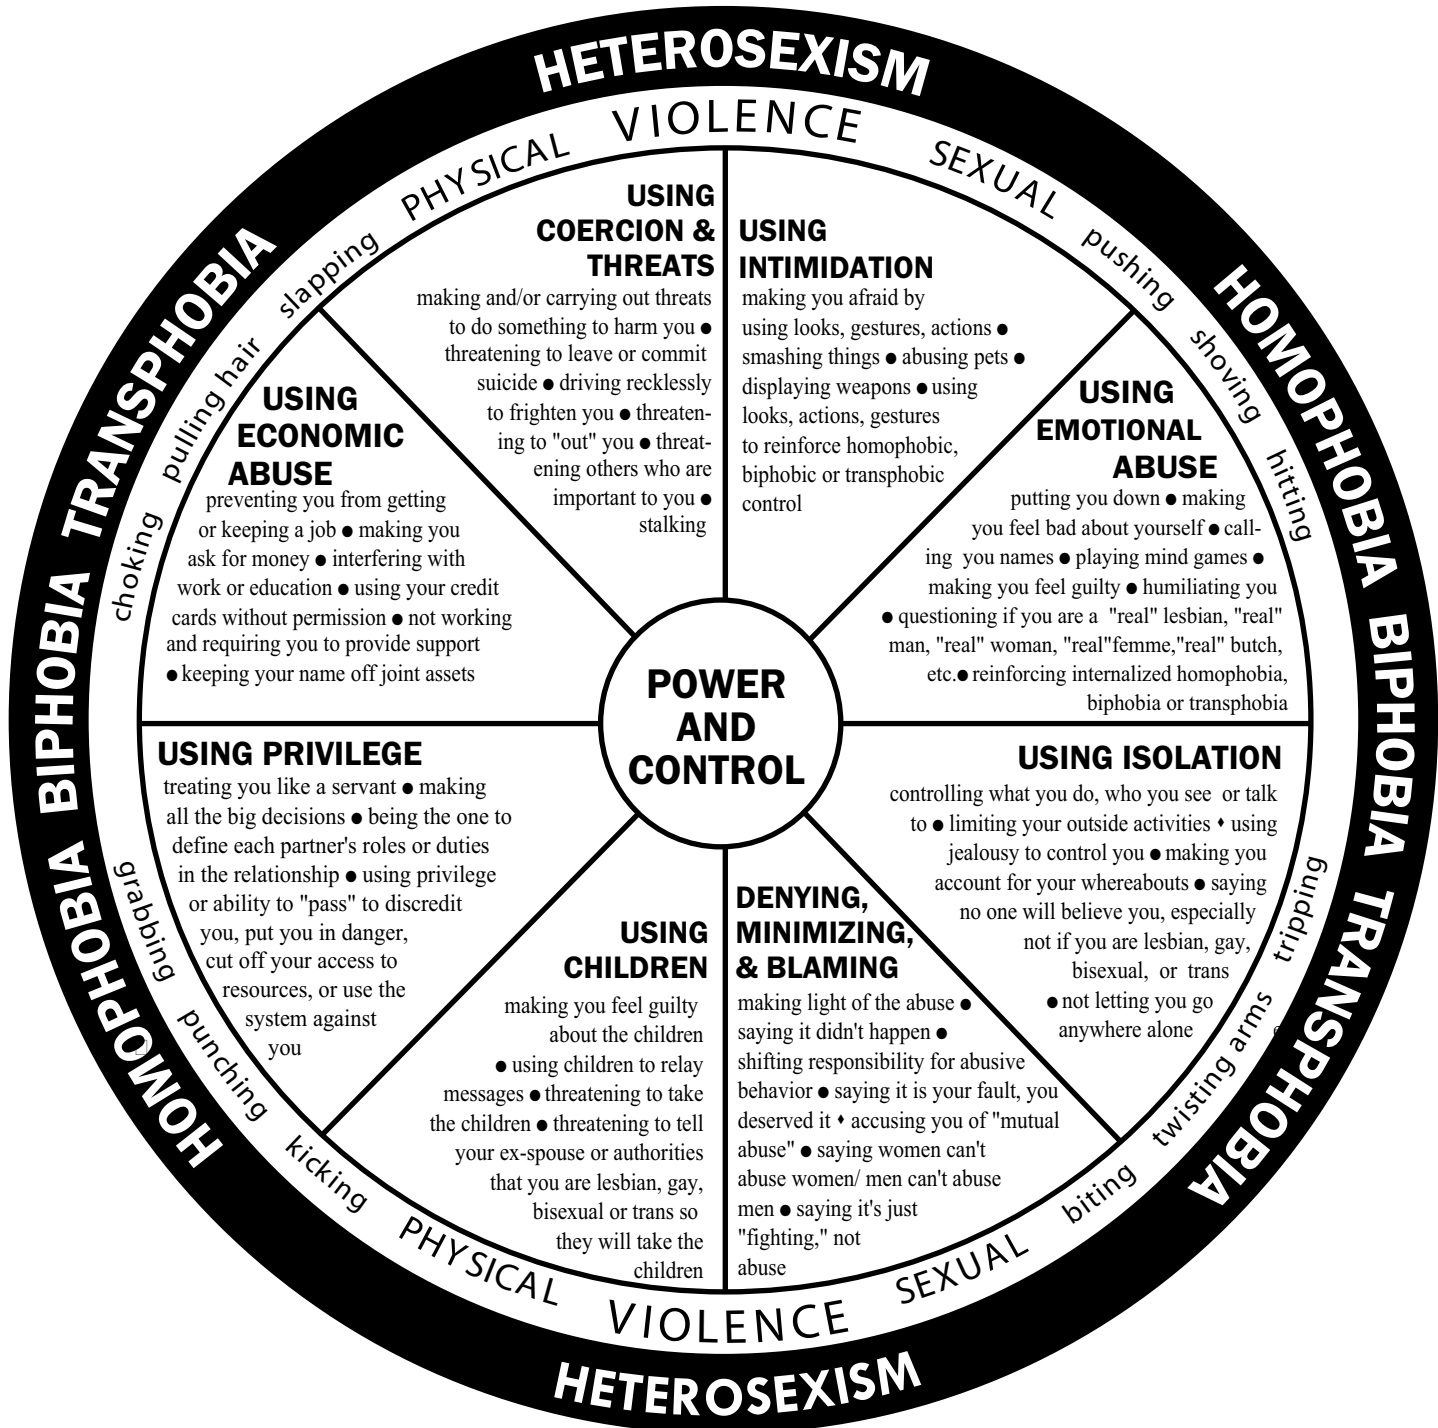 HETEROSEXISM
HOMOPHOBIA BIPHOBIA TRANSPHOBIA
HETEROSEXISM
HOMOPHOBIA BIPHOBIA TRANSPHOBIA
PHYSICAL VIOLENCE SEXUAL
pushing shoving hitting
tripping twisting arms biting
PHYSICAL VIOLENCE SEXUAL
kicking punching grabbing
choking pulling hair slapping
USING
COERCION &
THREATS
making and/or carrying out threats
to do something to harm you ●
threatening to leave or commit
suicide ● driving recklessly
to frighten you ● threaten-
ing to "out" you ● threat-
ening others who are
important to you ●
stalking
USING
INTIMIDATION
making you afraid by
using looks, gestures, actions ●
smashing things ● abusing pets ●
displaying weapons ● using
looks, actions, gestures
to reinforce homophobic,
biphobic or transphobic
control
USING
ECONOMIC
ABUSE
preventing you from getting
or keeping a job ● making you
ask for money ● interfering with
work or education ● using your credit
cards without permission ● not working
and requiring you to provide support
● keeping your name off joint assets
USING
EMOTIONAL
ABUSE
putting you down ● making
you feel bad about yourself ● call-
ing you names ● playing mind games ●
making you feel guilty ● humiliating you
● questioning if you are a "real" lesbian, "real"
man, "real" woman, "real"femme,"real" butch,
etc.● reinforcing internalized homophobia,
biphobia or transphobia
POWER
AND
CONTROL
USING PRIVILEGE
treating you like a servant ● making
all the big decisions ● being the one to
define each partner's roles or duties
in the relationship ● using privilege
or ability to "pass" to discredit
you, put you in danger,
cut off your access to
resources, or use the
system against
you
USING ISOLATION
controlling what you do, who you see or talk
to ● limiting your outside activities ♦ using
jealousy to control you ● making you
account for your whereabouts ● saying
no one will believe you, especially
not if you are lesbian, gay,
bisexual, or trans
● not letting you go
anywhere alone
USING
CHILDREN
making you feel guilty
about the children
● using children to relay
messages ● threatening to take
the children ● threatening to tell
your ex-spouse or authorities
that you are lesbian, gay,
bisexual or trans so
they will take the
children
DENYING,
MINIMIZING,
& BLAMING
making light of the abuse ●
saying it didn't happen ●
shifting responsibility for abusive
behavior ● saying it is your fault, you
deserved it ♦ accusing you of "mutual
abuse" ● saying women can't
abuse women/ men can't abuse
men ● saying it's just
"fighting," not
abuse